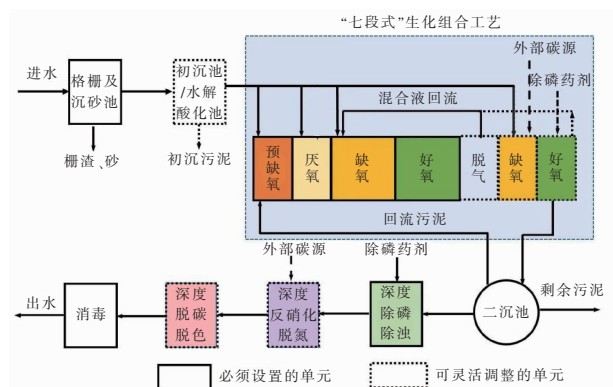 “七段式”生化组合工艺
外部碳源
进水
格栅及
沉砂池
初沉池
/水解
酸化池
除磷药剂
混合液回流
栅渣、砂
初沉污泥
预
缺
氧
厌
氧
缺
氧
好
氧
脱
气
缺
氧
好
氧
回流污泥
外部碳源
除磷药剂
出水
消毒
深度
脱碳
脱色
深度
反硝化
脱氮
深度
除磷
除浊
二沉池
剩余污泥
必须设置的单元
可灵活调整的单元